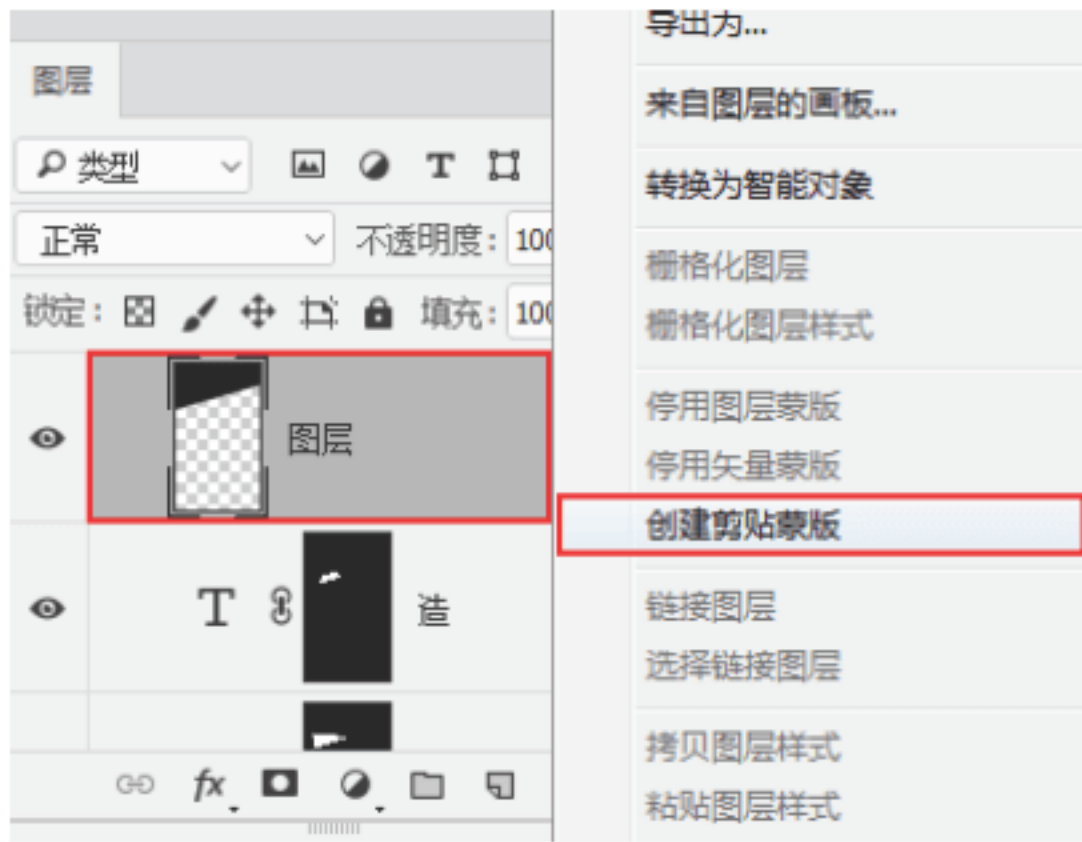 图层
类型
T
正常
不透明度：
100
锁定：
填充：
100
图层
T
造
fx
导出为...
来自图层的画板...
转换为智能对象
栅格化图层
栅格化图层样式
停用图层蒙版
停用矢量蒙版
创建剪贴蒙版
链接图层
选择链接图层
拷贝图层样式
粘贴图层样式